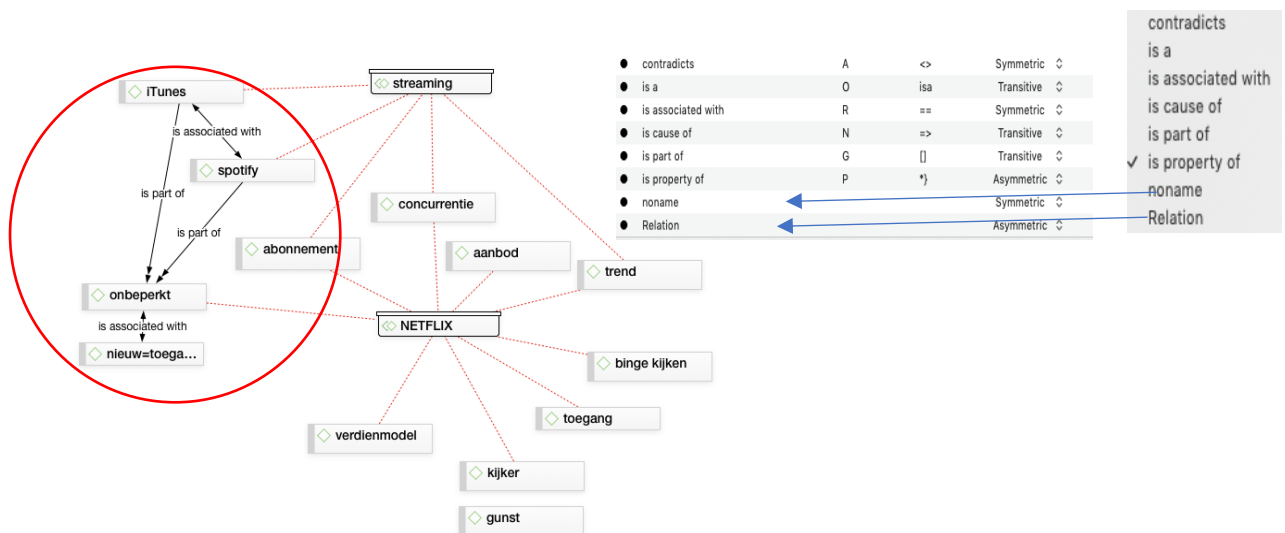 iTunes
streaming
is associated with
spotify
is part of
concurrentie
is part of
abonnement
aanbod
trend
onbeperkt
is associated with
NETFLIX
nieuw=toega...
binge kijken
toegang
verdienmodel
kijker
gunst
contradicts A <> Symmetric
is a O isa Transitive
is associated with R == Symmetric
is cause of N => Transitive
is part of G [] Transitive
is property of P *} Asymmetric
noname Symmetric
Relation Asymmetric
contradicts
is a
is associated with
is cause of
is part of
✓ is property of
noname
Relation